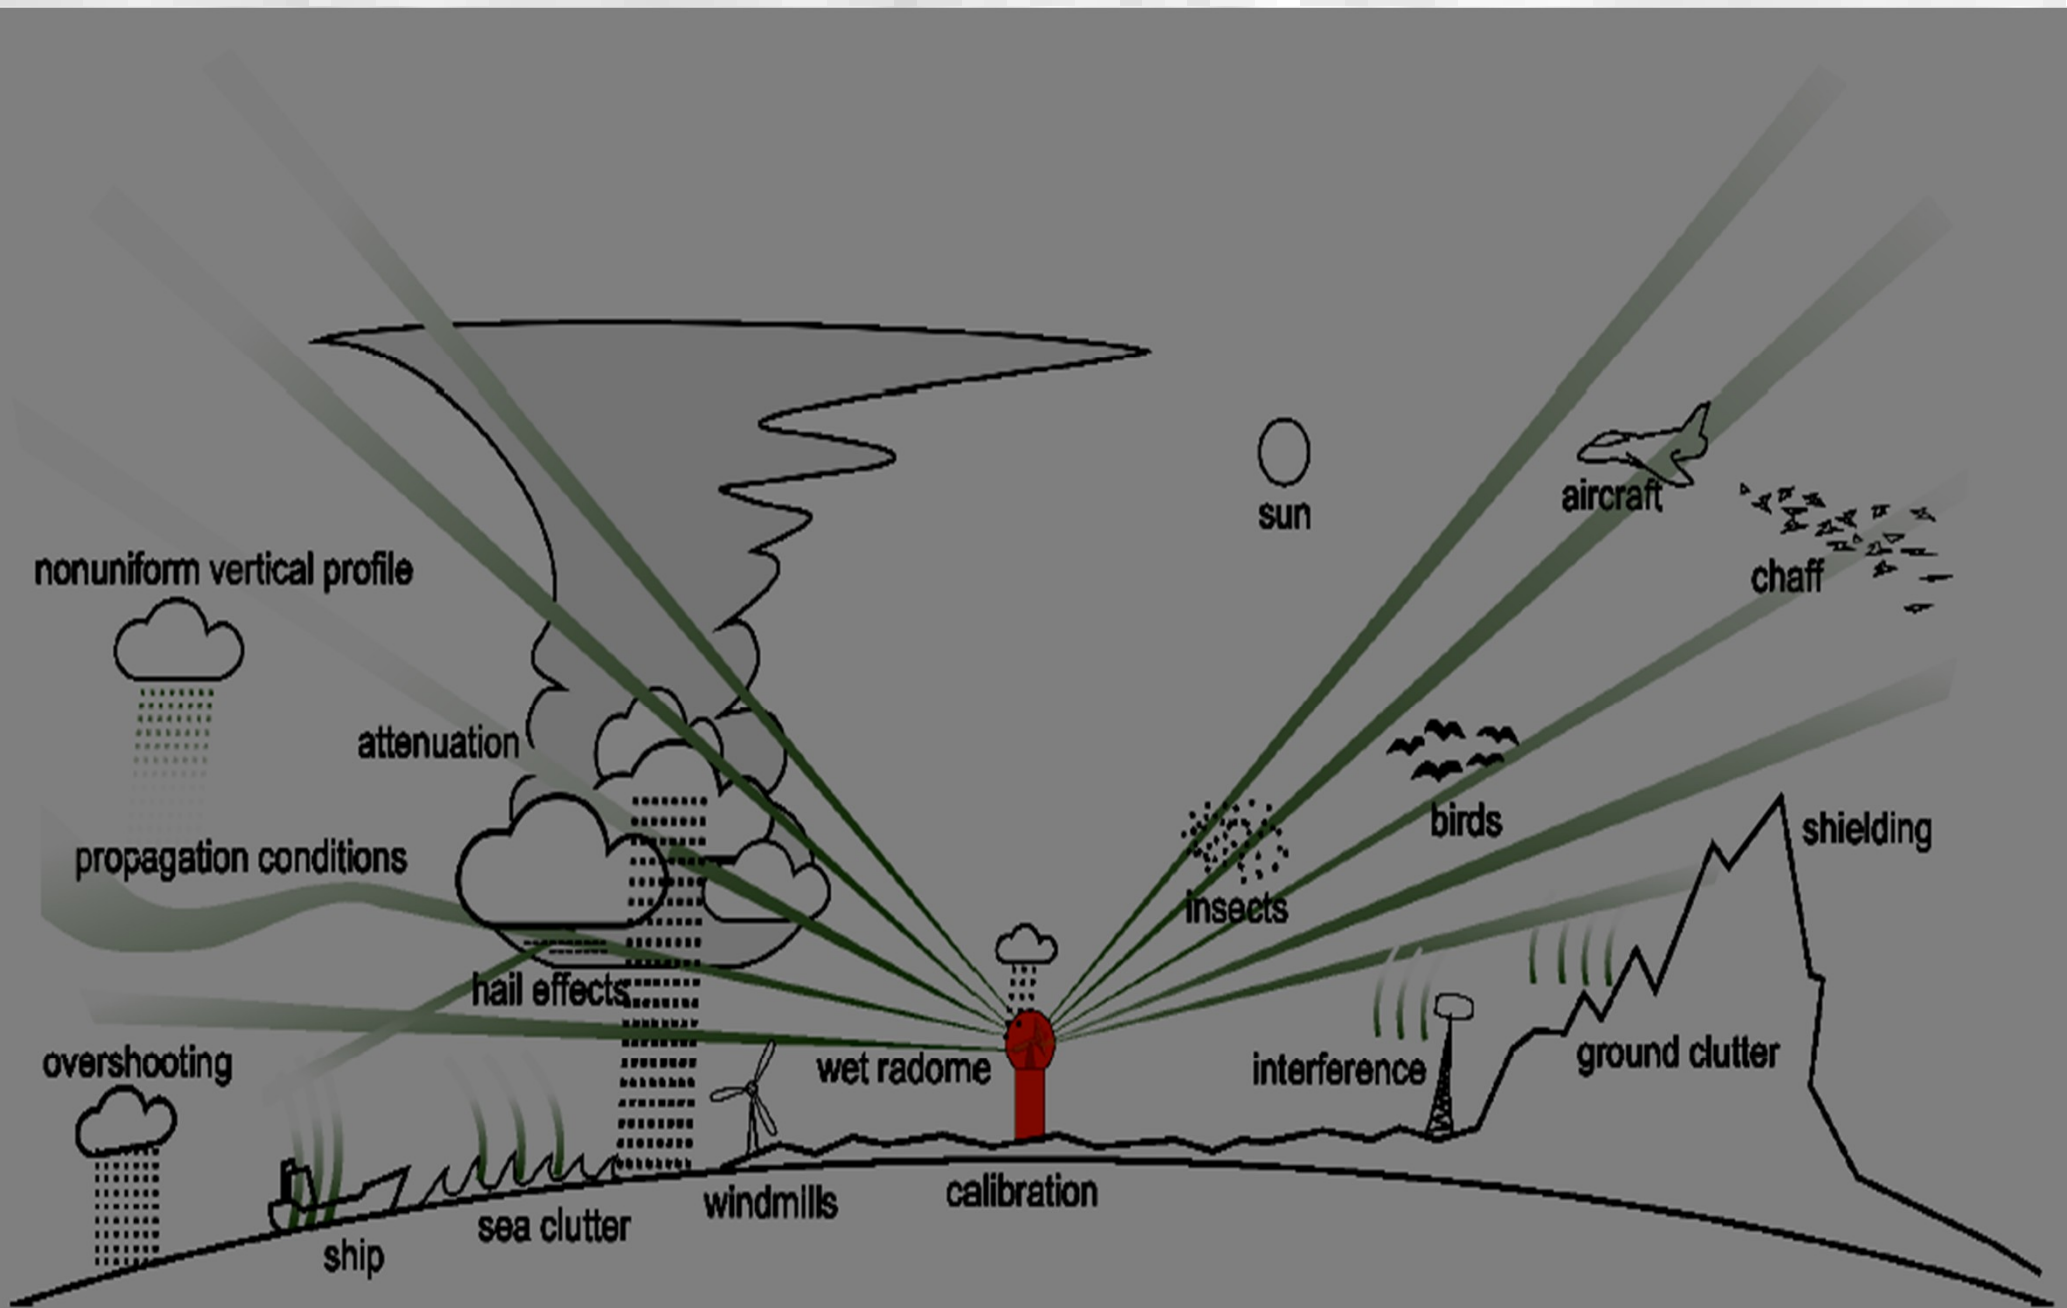 sun
aircraft
nonuniform vertical profile
chaff
attenuation
birds
shielding
propagation conditions
insects
hail effects
overshooting
wet radome
interference
ground clutter
windmills
calibration
sea clutter
ship